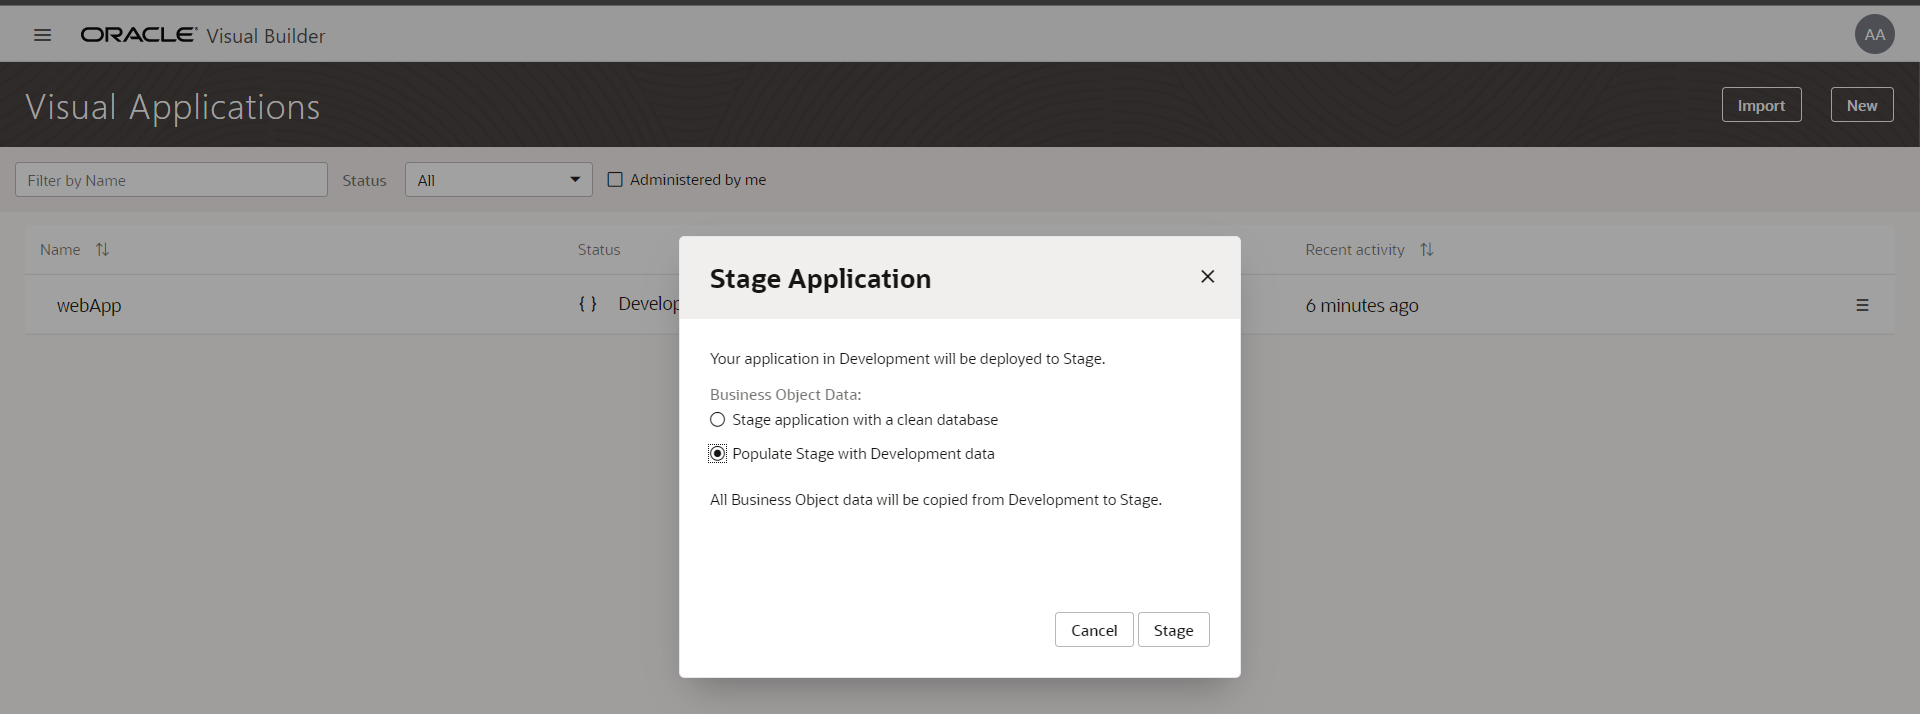 ORACLE Visual Builder
AA
Visual Applications
Import
New
Filter by Name
Status
All
Administered by me
Name
Status
Recent activity
webApp
{ }
Develop
6 minutes ago
Stage Application
Your application in Development will be deployed to Stage.
Business Object Data:
Stage application with a clean database
Populate Stage with Development data
All Business Object data will be copied from Development to Stage.
Cancel
Stage